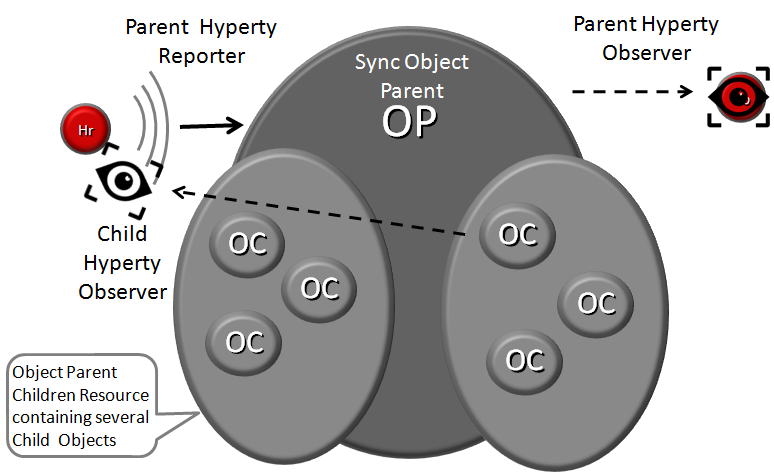 Parent Hyperty
Reporter
Parent Hyperty
Observer
Sync Object
Parent
OP
Hr
Child
Hyperty
Observer
OC
OC
OC
OC
OC
OC
Object Parent
Children Resource
containing several
Child Objects